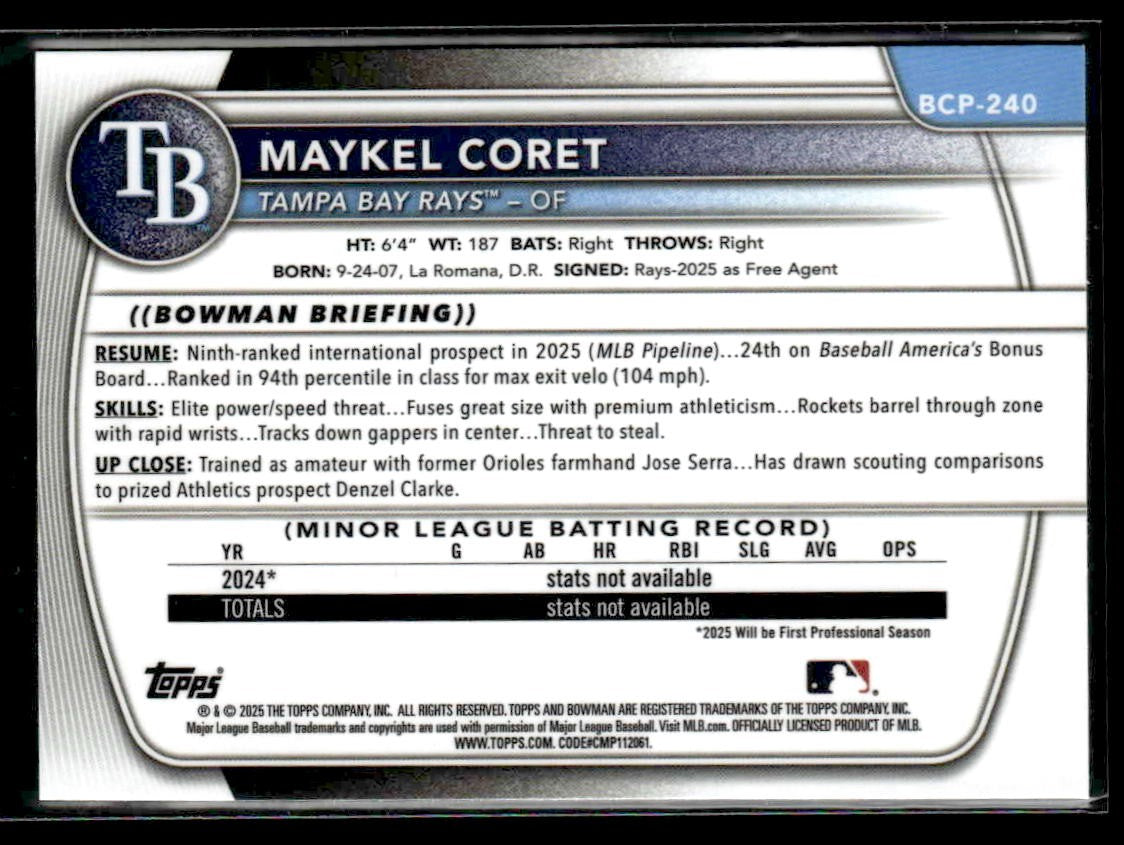 BCP-240
TB
MAYKEL CORET
TAMPA BAY RAYS™ – OF
HT: 6'4" WT: 187 BATS: Right THROWS: Right
BORN: 9-24-07, La Romana, D.R. SIGNED: Rays-2025 as Free Agent
((BOWMAN BRIEFING))
RESUME: Ninth-ranked international prospect in 2025 (MLB Pipeline)...24th on Baseball America's Bonus
Board...Ranked in 94th percentile in class for max exit velo (104 mph).
SKILLS: Elite power/speed threat...Fuses great size with premium athleticism...Rockets barrel through zone
with rapid wrists...Tracks down gappers in center...Threat to steal.
UP CLOSE: Trained as amateur with former Orioles farmhand Jose Serra...Has drawn scouting comparisons
to prized Athletics prospect Denzel Clarke.
(MINOR LEAGUE BATTING RECORD)
YR G AB HR RBI SLG AVG OPS
2024* stats not available
TOTALS stats not available
*2025 Will be First Professional Season
Topps®
® & © 2025 THE TOPPS COMPANY, INC. ALL RIGHTS RESERVED. TOPPS AND BOWMAN ARE REGISTERED TRADEMARKS OF THE TOPPS COMPANY, INC.
Major League Baseball trademarks and copyrights are used with permission of Major League Baseball. Visit MLB.com. OFFICIALLY LICENSED PRODUCT OF MLB.
WWW.TOPPS.COM. CODE#CMP112061.